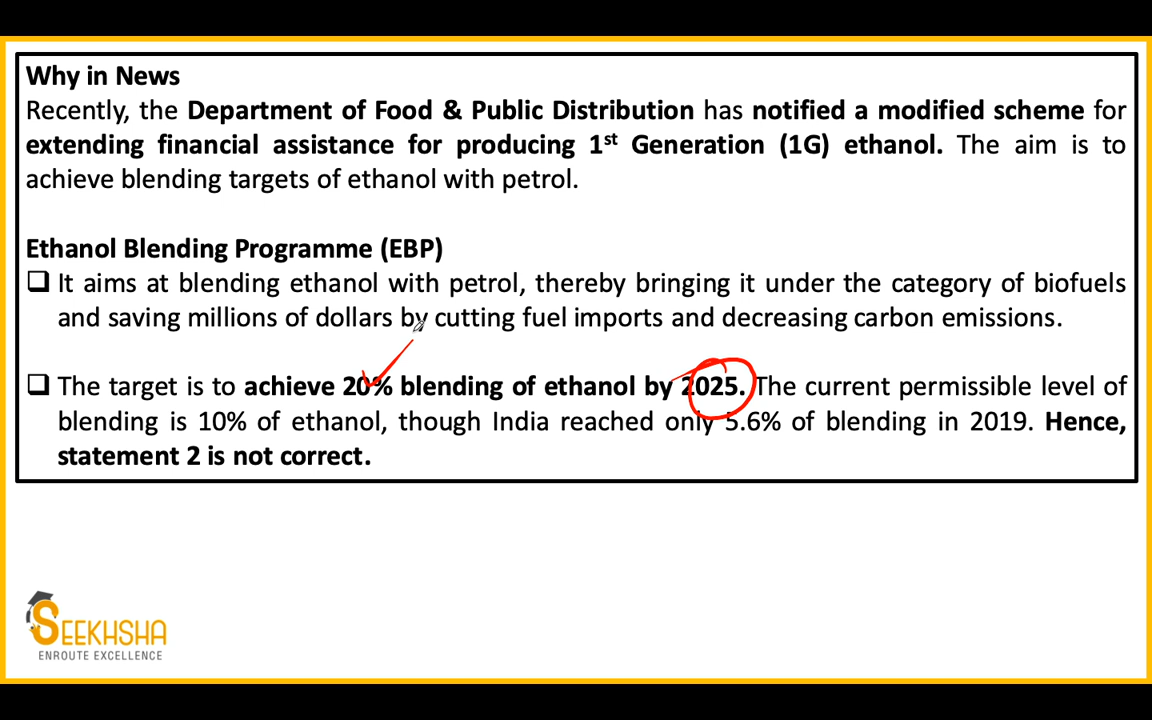 Why in News
Recently, the Department of Food & Public Distribution has notified a modified scheme for
extending financial assistance for producing 1st Generation (1G) ethanol. The aim is to
achieve blending targets of ethanol with petrol.
Ethanol Blending Programme (EBP)
❑ It aims at blending ethanol with petrol, thereby bringing it under the category of biofuels
and saving millions of dollars by cutting fuel imports and decreasing carbon emissions.
❑ The target is to achieve 20% blending of ethanol by 2025. The current permissible level of
blending is 10% of ethanol, though India reached only 5.6% of blending in 2019. Hence,
statement 2 is not correct.
SEEKHSHA
ENROUTE EXCELLENCE